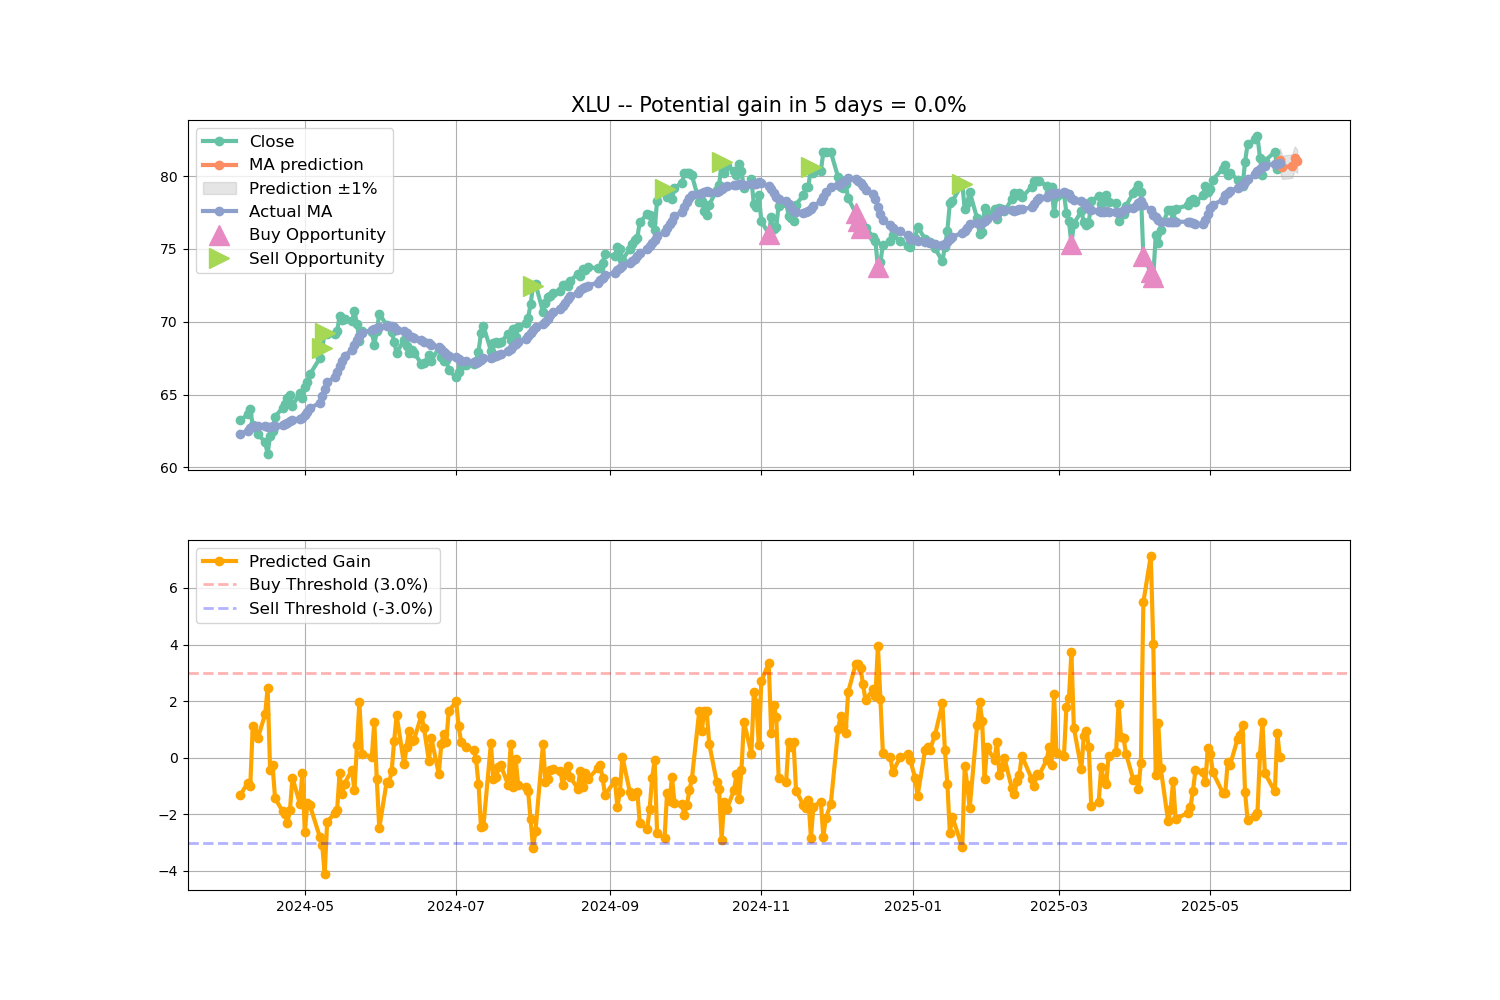 XLU -- Potential gain in 5 days = 0.0%
Close
MA prediction
Prediction ±1%
Actual MA
Buy Opportunity
Sell Opportunity
80
75
70
65
60
Predicted Gain
Buy Threshold (3.0%)
Sell Threshold (-3.0%)
6
4
2
0
−2
−4
2024-05 2024-07 2024-09 2024-11 2025-01 2025-03 2025-05